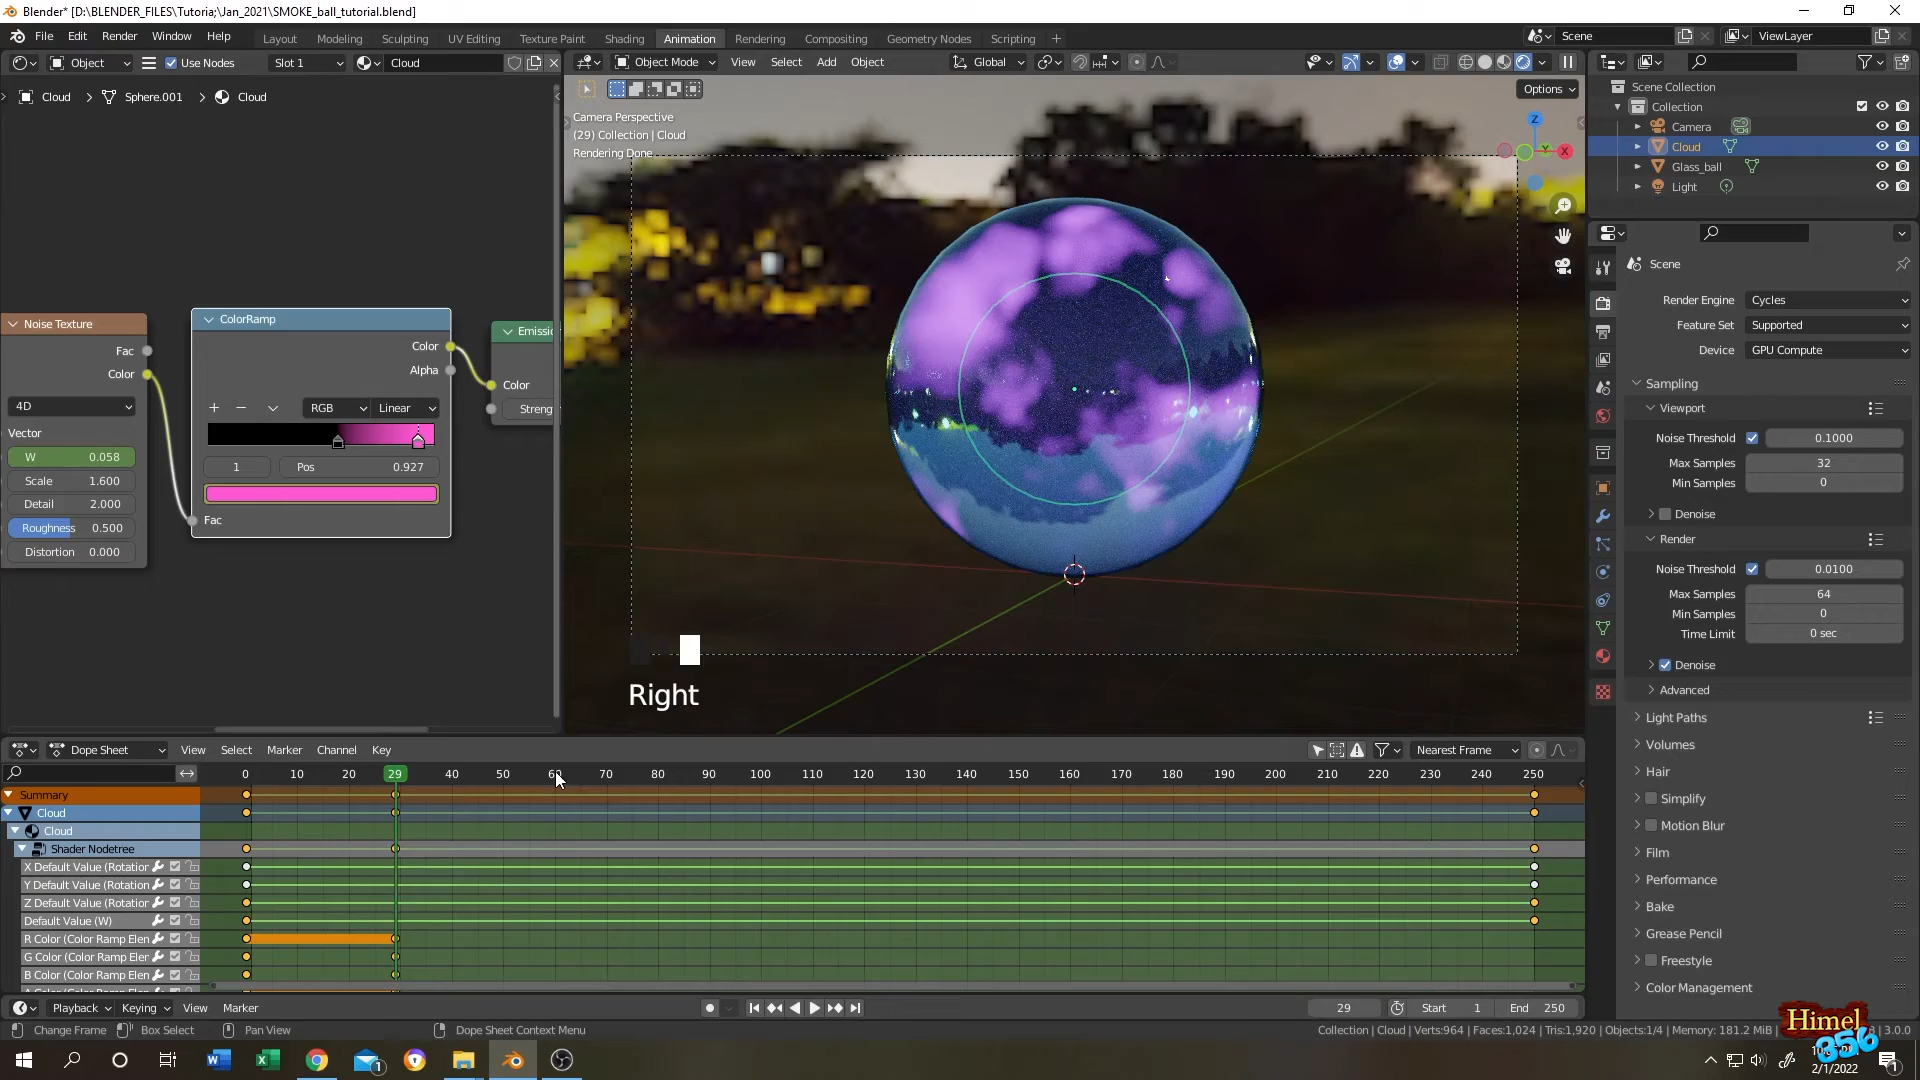 Blender* [D:\BLENDER_FILES\Tutoria;\Jan_2021\SMOKE_ball_tutorial.blend]
File Edit Render Window Help Layout Modeling Sculpting UV Editing Texture Paint Shading Animation Rendering Compositing Geometry Nodes Scripting + Scene ViewLayer
Object Use Nodes Slot 1 Cloud Object Mode View Select Add Object Global
Cloud Sphere.001 Cloud
Options
Camera Perspective
(29) Collection | Cloud
Rendering Done
Z
Y
X
Scene Collection
Collection
Camera
Cloud
Glass_ball
Light
Scene
Render Engine Cycles
Feature Set Supported
Device GPU Compute
Sampling
Viewport
Noise Threshold 0.1000
Max Samples 32
Min Samples 0
Denoise
Render
Noise Threshold 0.0100
Max Samples 64
Min Samples 0
Time Limit 0 sec
Denoise
Advanced
Light Paths
Volumes
Hair
Simplify
Motion Blur
Film
Performance
Bake
Grease Pencil
Freestyle
Color Management
Noise Texture
Fac
Color
4D
Vector
W 0.058
Scale 1.600
Detail 2.000
Roughness 0.500
Distortion 0.000
ColorRamp
Color
Alpha
RGB Linear
1 Pos 0.927
Fac
Emissic
Color
Streng
Right
Dope Sheet View Select Marker Channel Key Nearest Frame
0 10 20 29 40 50 60 70 80 90 100 110 120 130 140 150 160 170 180 190 200 210 220 230 240 250
Summary
Cloud
Cloud
Shader Nodetree
X Default Value (Rotation
Y Default Value (Rotation
Z Default Value (Rotation
Default Value (W)
R Color (Color Ramp Elen
G Color (Color Ramp Eler
B Color (Color Ramp Elen
Playback Keying View Marker 29 Start 1 End 250
Change Frame Box Select Pan View Dope Sheet Context Menu Collection | Cloud | Verts:964 | Faces:1,024 | Tris:1,920 | Objects:1/4 | Memory: 181.2 MiB | 3.0.0
Himel
856
2/1/2022